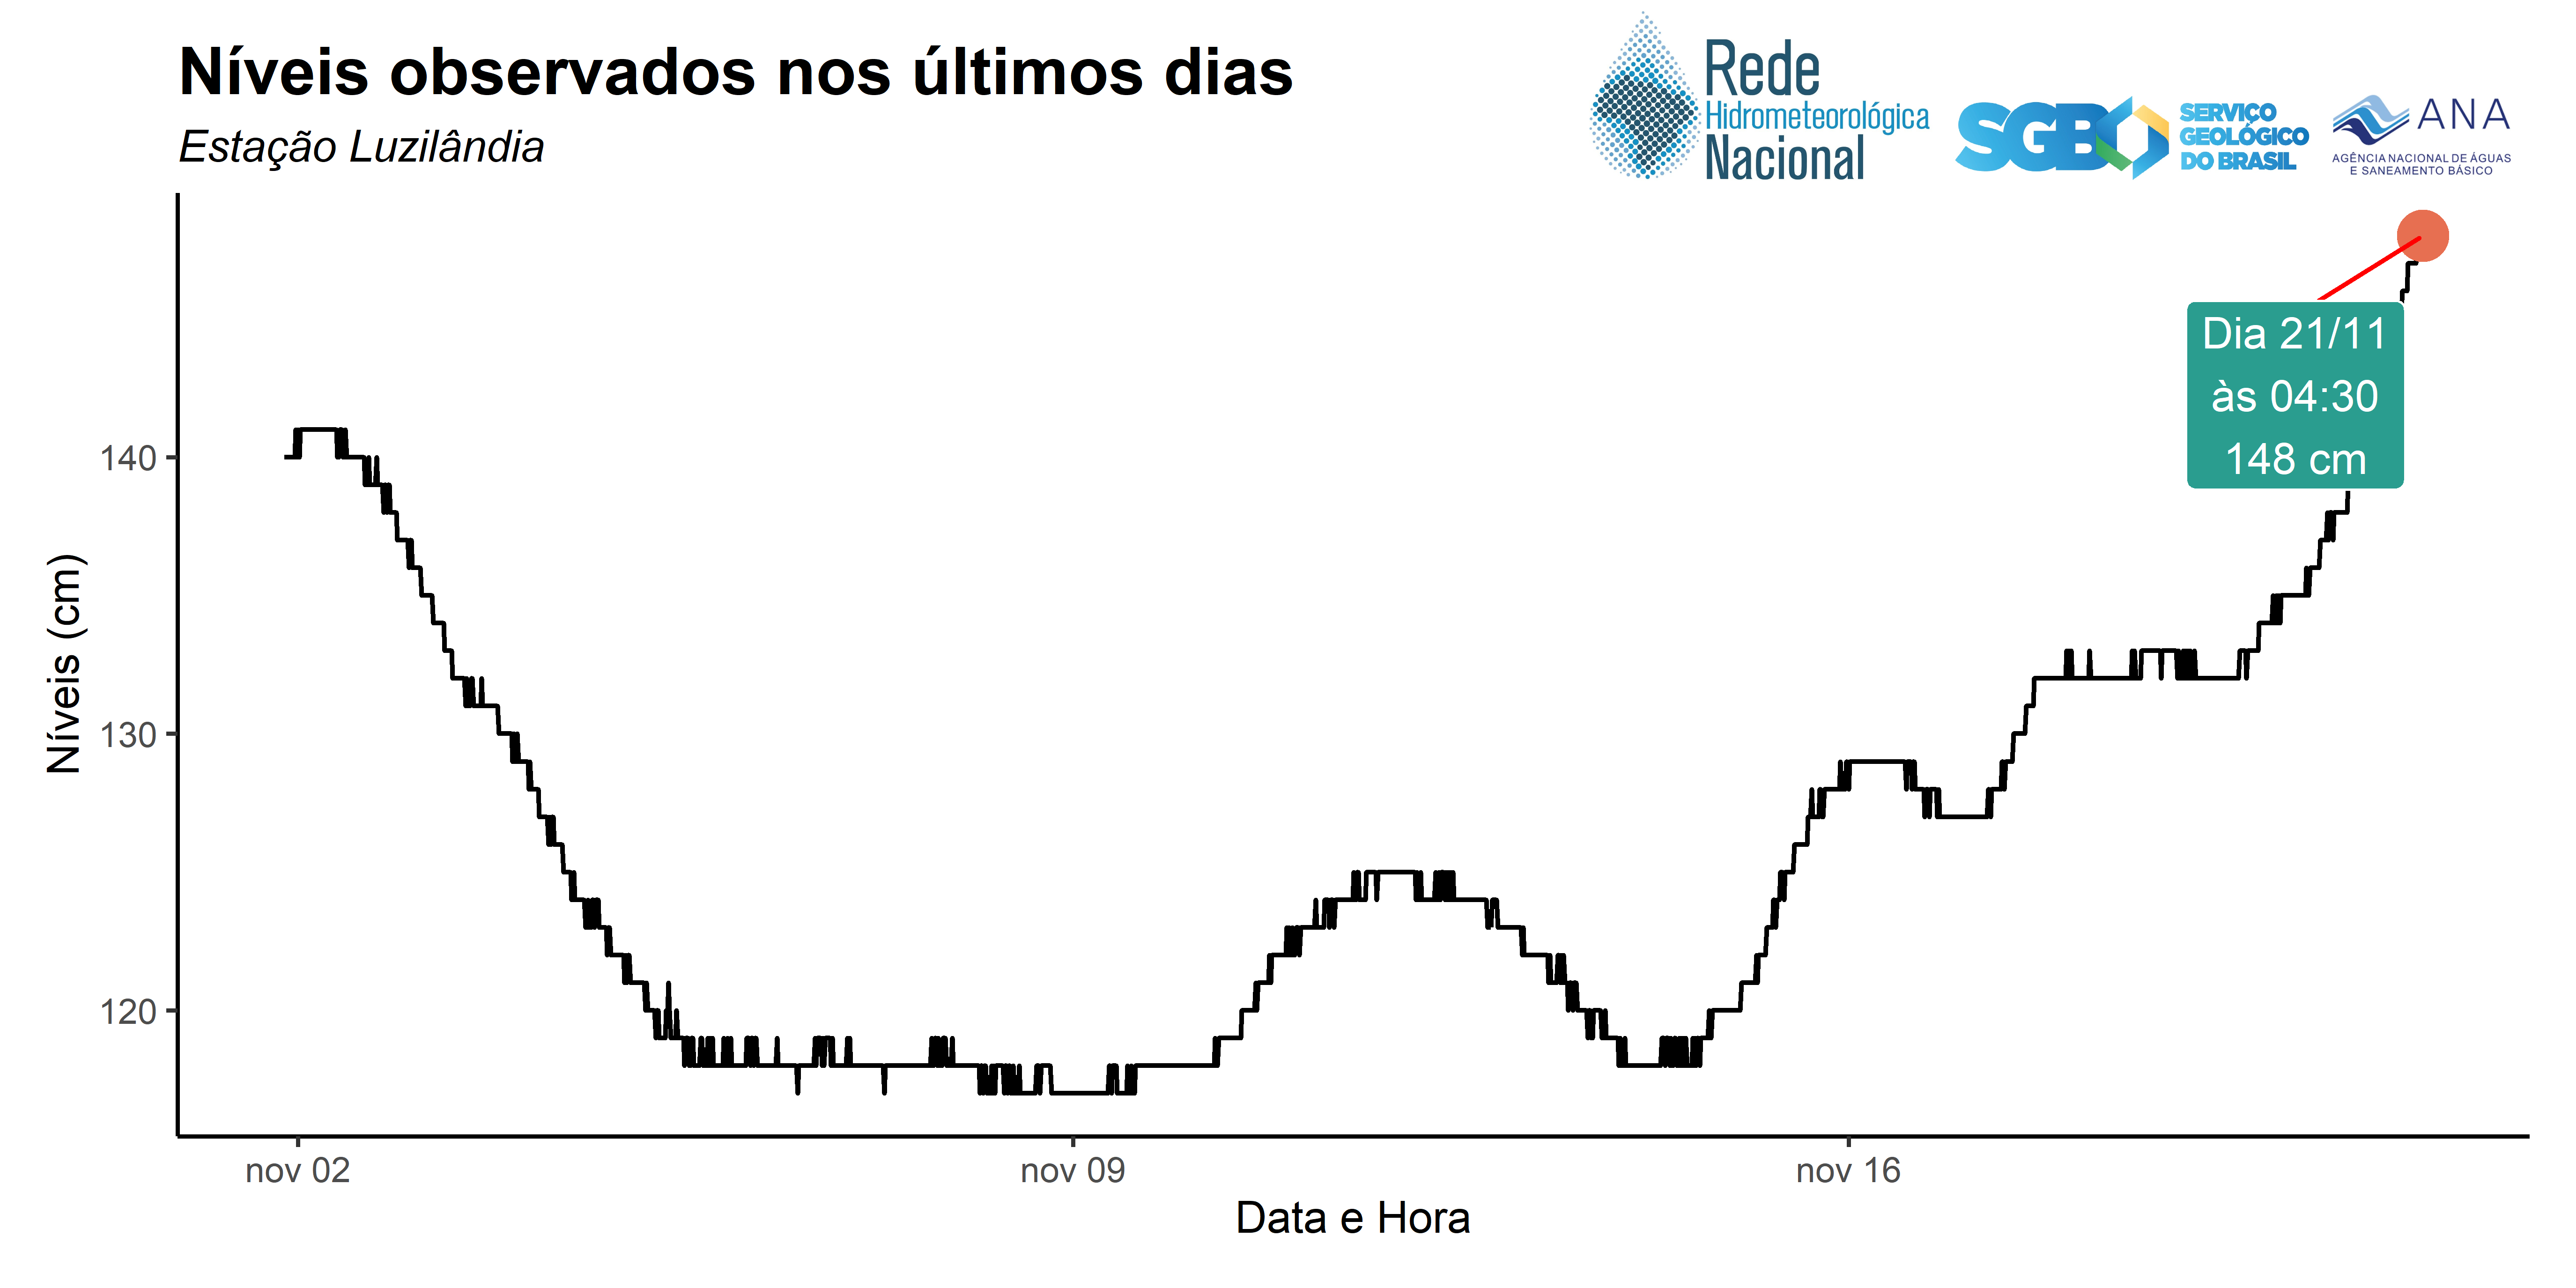 Níveis observados nos últimos dias
Estação Luzilândia
Rede
Hidrometeorológica
Nacional
SGB
SERVIÇO
GEOLÓGICO
DO BRASIL
ANA
AGÊNCIA NACIONAL DE ÁGUAS
E SANEAMENTO BÁSICO
Dia 21/11
às 04:30
148 cm
Níveis (cm)
140
130
120
nov 02
nov 09
nov 16
Data e Hora